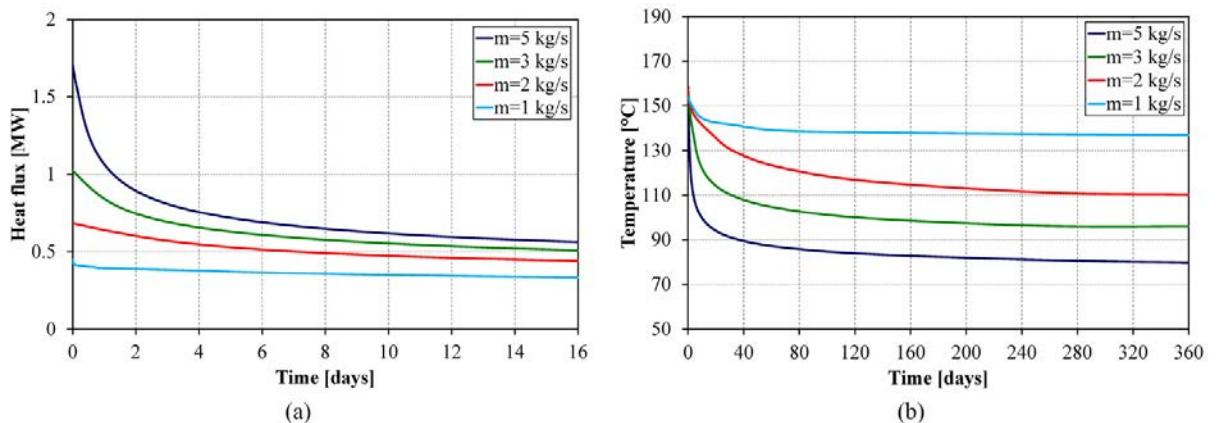 2
1.5
1
0.5
0
Heat flux [MW]
m=5 kg/s
m=3 kg/s
m=2 kg/s
m=1 kg/s
0 2 4 6 8 10 12 14 16
Time [days]
(a)
190
170
150
130
110
90
70
50
Temperature [°C]
m=5 kg/s
m=3 kg/s
m=2 kg/s
m=1 kg/s
0 40 80 120 160 200 240 280 320 360
Time [days]
(b)